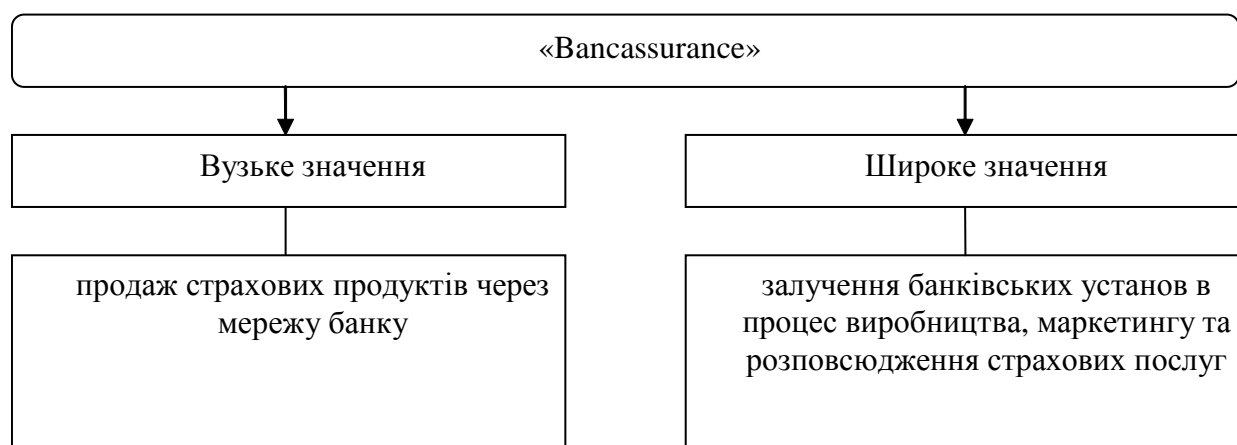 «Bancassurance»
Вузьке значення
Широке значення
продаж страхових продуктів через
мережу банку
залучення банківських установ в
процес виробництва, маркетингу та
розповсюдження страхових послуг